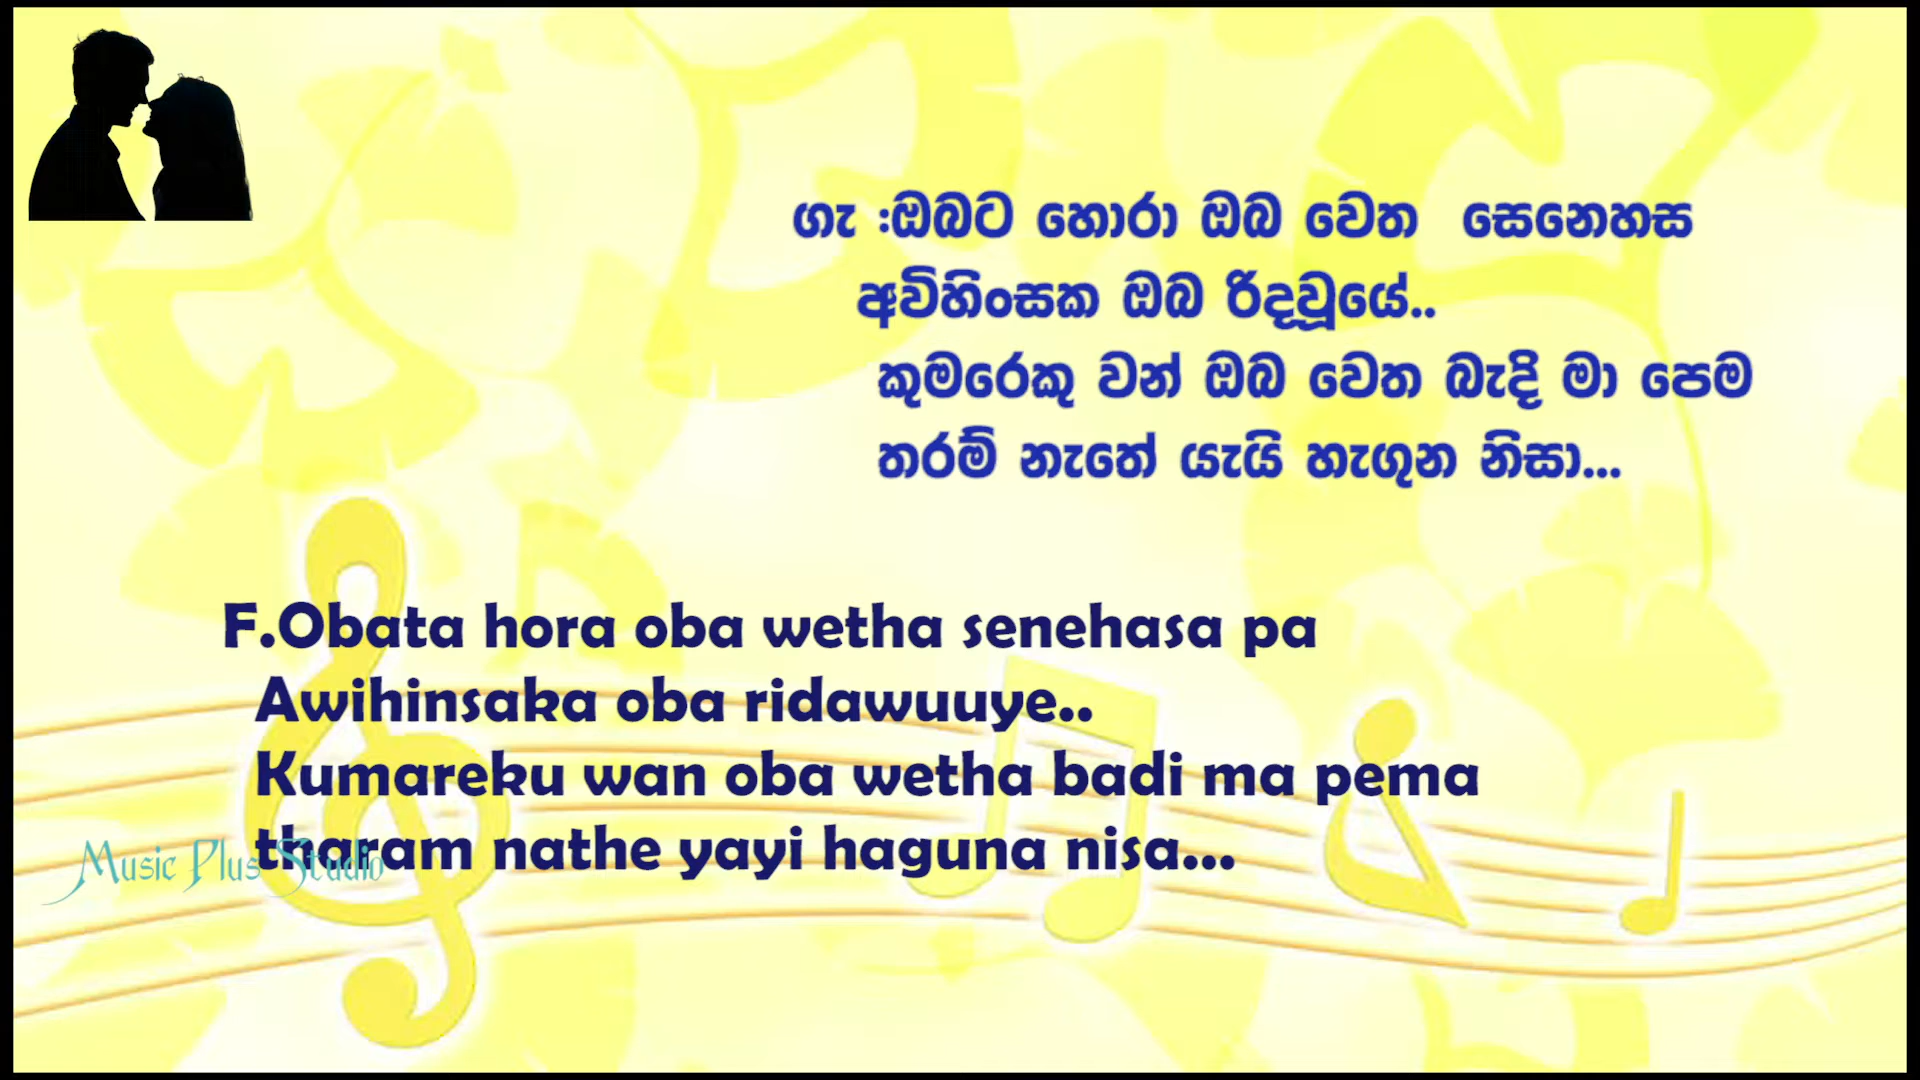 ගැ :ඔබට හොරා ඔබ වෙත සෙනෙහස
අවිහිංසක ඔබ රිදවූයේ..
කුමරෙකු වන් ඔබ වෙත බැදි මා පෙම
තරම් නැතේ යැයි හැගුන නිසා...
F.Obata hora oba wetha senehasa pa
Awihinsaka oba ridawuuuye..
Kumareku wan oba wetha badi ma pema
tharam nathe yayi haguna nisa...
Music Plus Studio